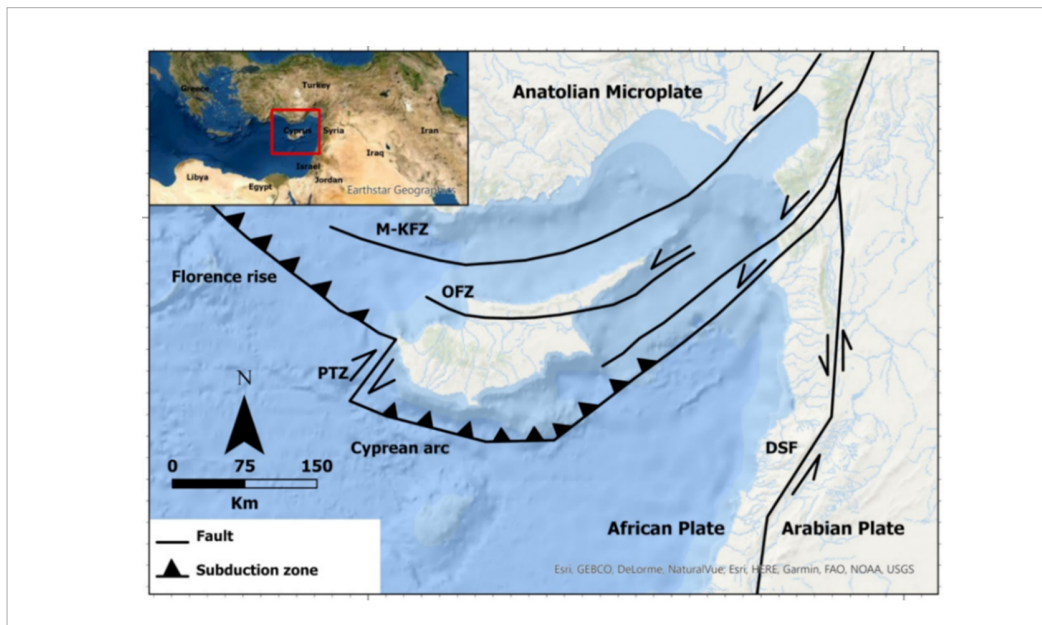 Greece
Turkey
Cyprus
Syria
Iran
Iraq
Israel
Libya
Jordan
Egypt
Earthstar Geographics
Anatolian Microplate
M-KFZ
Florence rise
OFZ
PTZ
N
Cyprean arc
DSF
0 75 150
Km
African Plate
Arabian Plate
Fault
Subduction zone
Esri, GEBCO, DeLorme, NaturalVue, Esri, HERE, Garmin, FAO, NOAA, USGS